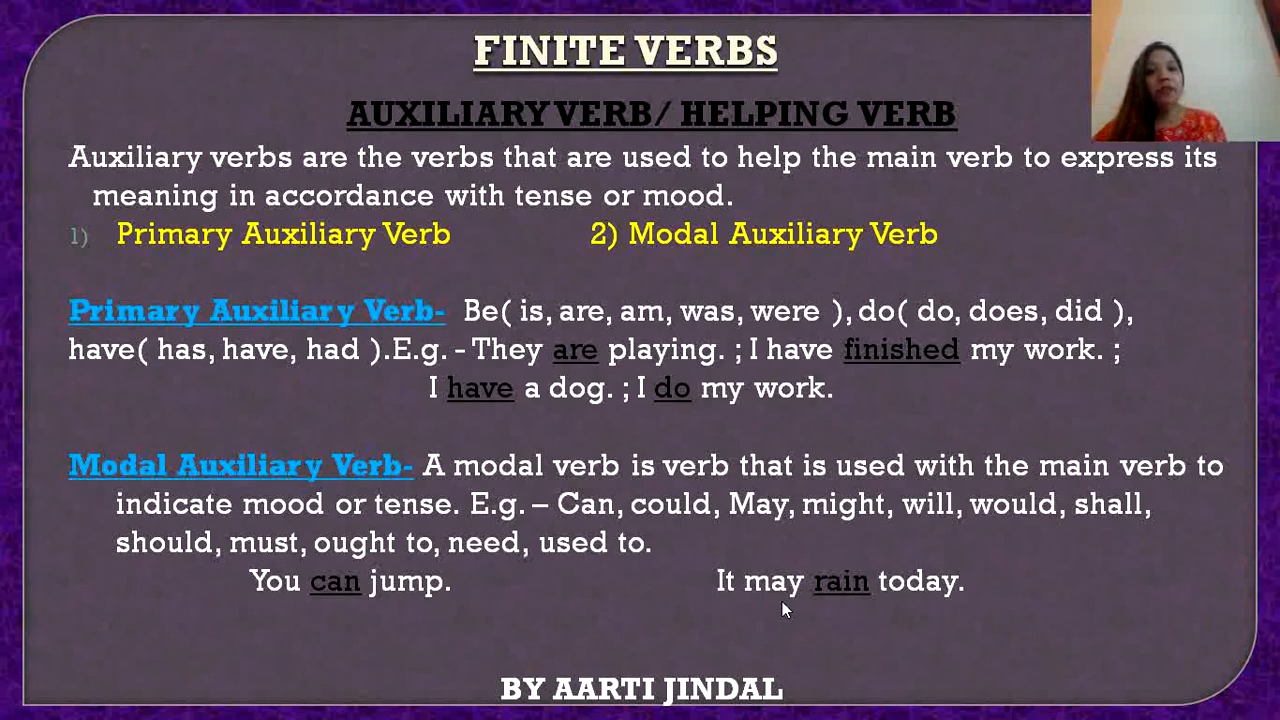 FINITE VERBS
AUXILIARY VERB/ HELPING VERB
Auxiliary verbs are the verbs that are used to help the main verb to express its
meaning in accordance with tense or mood.
1) Primary Auxiliary Verb 2) Modal Auxiliary Verb
Primary Auxiliary Verb- Be( is, are, am, was, were ), do( do, does, did ),
have( has, have, had ).E.g. - They are playing. ; I have finished my work. ;
I have a dog. ; I do my work.
Modal Auxiliary Verb- A modal verb is verb that is used with the main verb to
indicate mood or tense. E.g. – Can, could, May, might, will, would, shall,
should, must, ought to, need, used to.
You can jump. It may rain today.
BY AARTI JINDAL